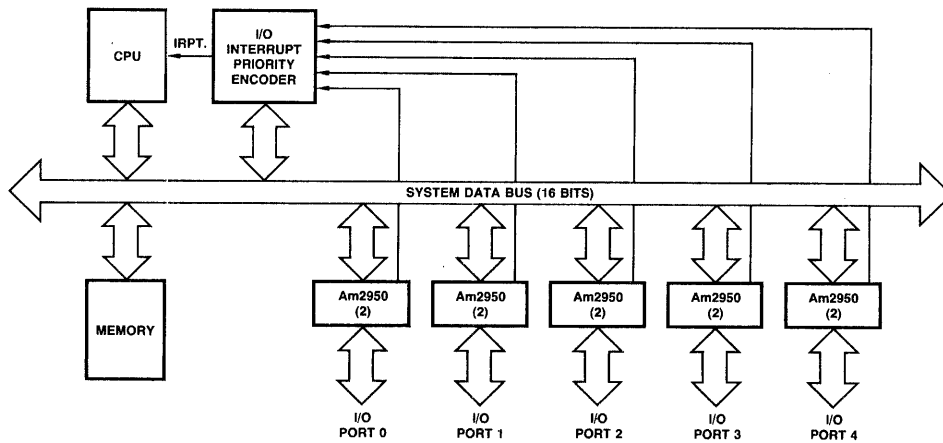 CPU
IRPT.
I/O
INTERRUPT
PRIORITY
ENCODER
SYSTEM DATA BUS (16 BITS)
MEMORY
Am2950
(2)
Am2950
(2)
Am2950
(2)
Am2950
(2)
Am2950
(2)
I/O
PORT 0
I/O
PORT 1
I/O
PORT 2
I/O
PORT 3
I/O
PORT 4